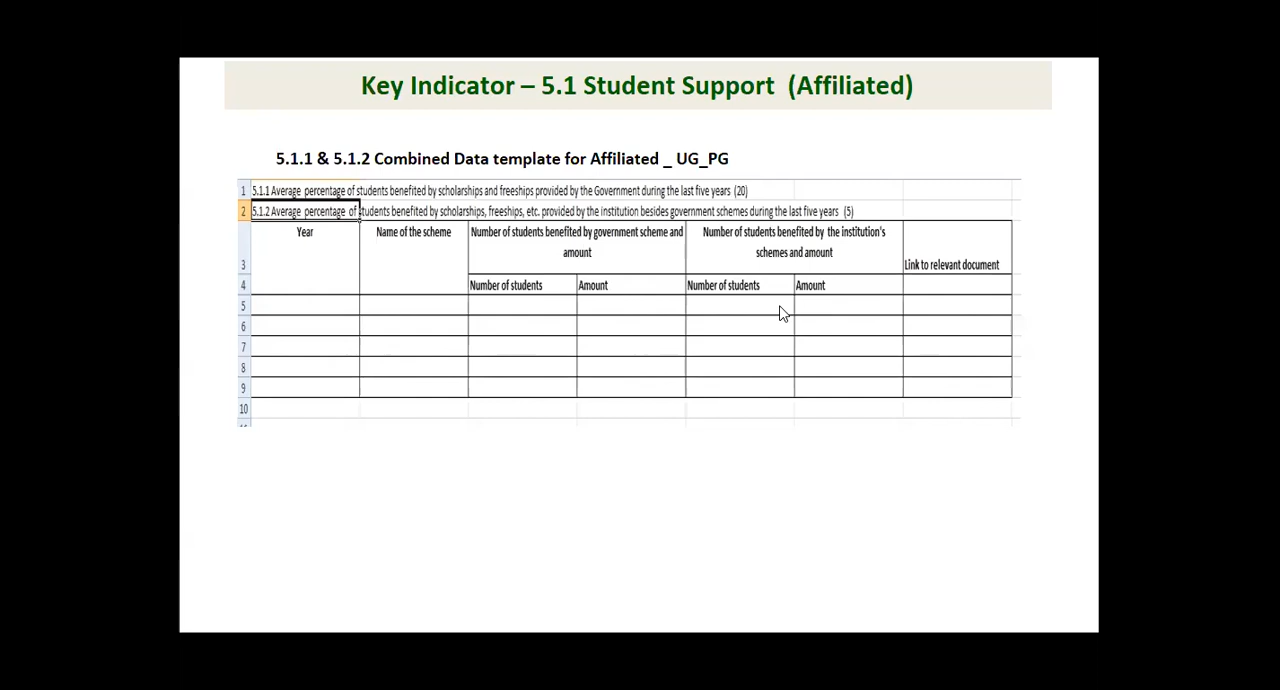 Key Indicator – 5.1 Student Support (Affiliated)
5.1.1 & 5.1.2 Combined Data template for Affiliated _ UG_PG
1 5.1.1 Average percentage of students benefited by scholarships and freeships provided by the Government during the last five years (20)
2 5.1.2 Average percentage of students benefited by scholarships, freeships, etc. provided by the institution besides government schemes during the last five years (5)
Year Name of the scheme Number of students benefited by government scheme and Number of students benefited by the institution's
amount schemes and amount
3 Link to relevant document
4 Number of students Amount Number of students Amount
5
6
7
8
9
10